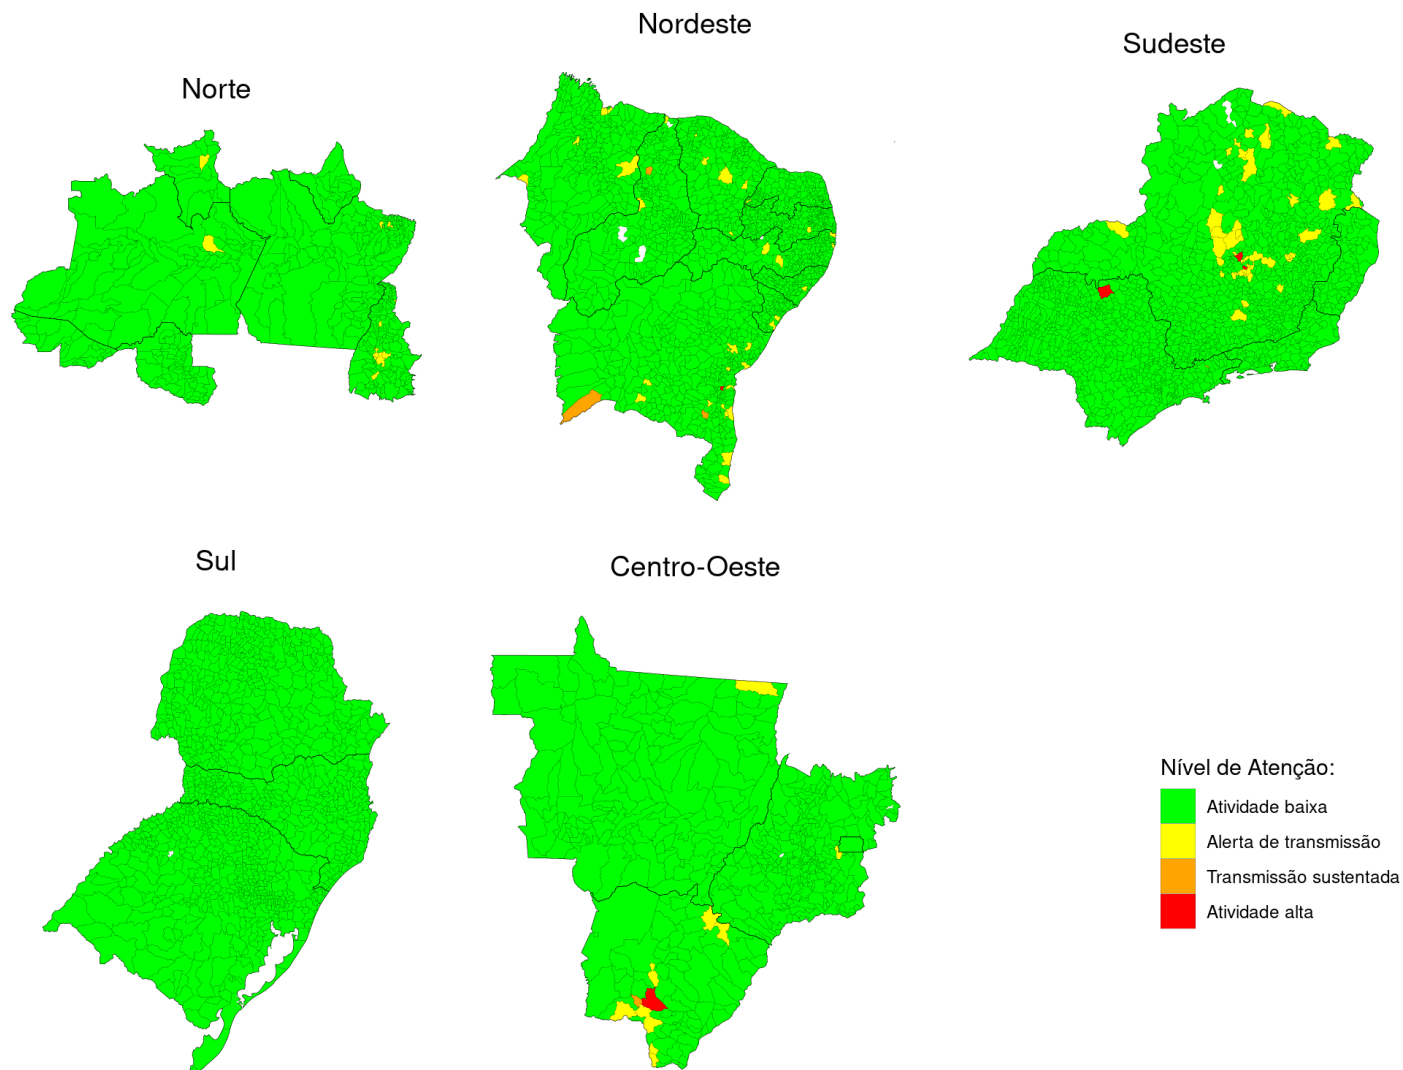 Nordeste
Sudeste
Norte
Sul
Centro-Oeste
Nível de Atenção:
Atividade baixa
Alerta de transmissão
Transmissão sustentada
Atividade alta